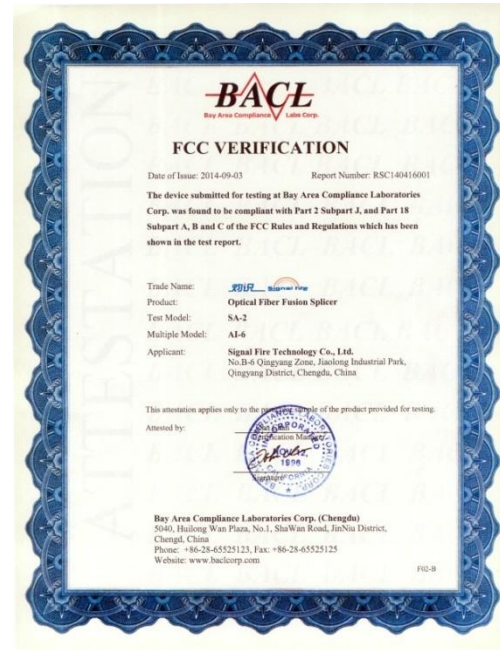 BACL
Bay Area Compliance Labs Corp.
FCC VERIFICATION
Date of Issue: 2014-09-03 Report Number: RSC140416001
The device submitted for testing at Bay Area Compliance Laboratories
Corp. was found to be compliant with Part 2 Subpart J, and Part 18
Subpart A, B and C of the FCC Rules and Regulations which has been
shown in the test report.
Trade Name: Signal Fire
Product: Optical Fiber Fusion Splicer
Test Model: SA-2
Multiple Model: AI-6
Applicant: Signal Fire Technology Co., Ltd.
No.B-6 Qingyang Zone, Jiaolong Industrial Park,
Qingyang District, Chengdu, China
This attestation applies only to the sample of the product provided for testing.
Attested by:
Certification Manager
1996
CALIFORNIA
Signature
Bay Area Compliance Laboratories Corp. (Chengdu)
5040, Huilong Wan Plaza, No.1, ShaWan Road, JinNiu District,
Chengd, China
Phone: +86-28-65525123, Fax: +86-28-65525125
Website: www.baclcorp.com
F02-B
ATTESTATION